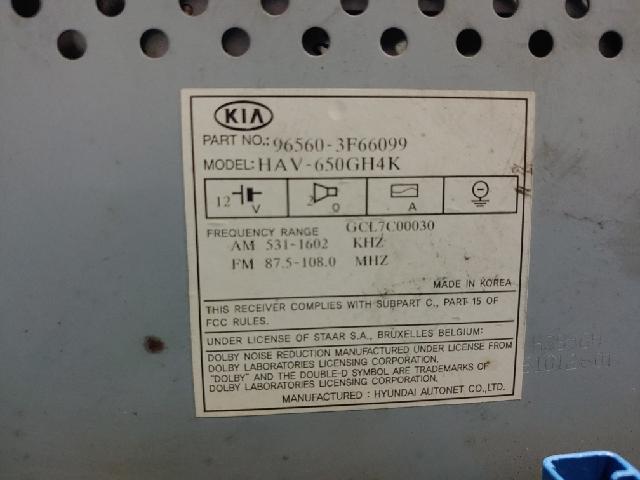 KIA
PART NO.: 96560-3F66099
MODEL: HAV-650GH4K
12 V 2 Ω A
FREQUENCY RANGE GCL7C00030
AM 531-1602 KHZ
FM 87.5-108.0 MHZ
MADE IN KOREA
THIS RECEIVER COMPLIES WITH SUBPART C., PART 15 OF
FCC RULES.
UNDER LICENSE OF STAAR S.A., BRUXELLES BELGIUM:
DOLBY NOISE REDUCTION MANUFACTURED UNDER LICENSE FROM
DOLBY LABORATORIES LICENSING CORPORATION.
"DOLBY" AND THE DOUBLE-D SYMBOL ARE TRADEMARKS OF
DOLBY LABORATORIES LICENSING CORPORATION.
MANUFACTURED : HYUNDAI AUTONET CO.,LTD.